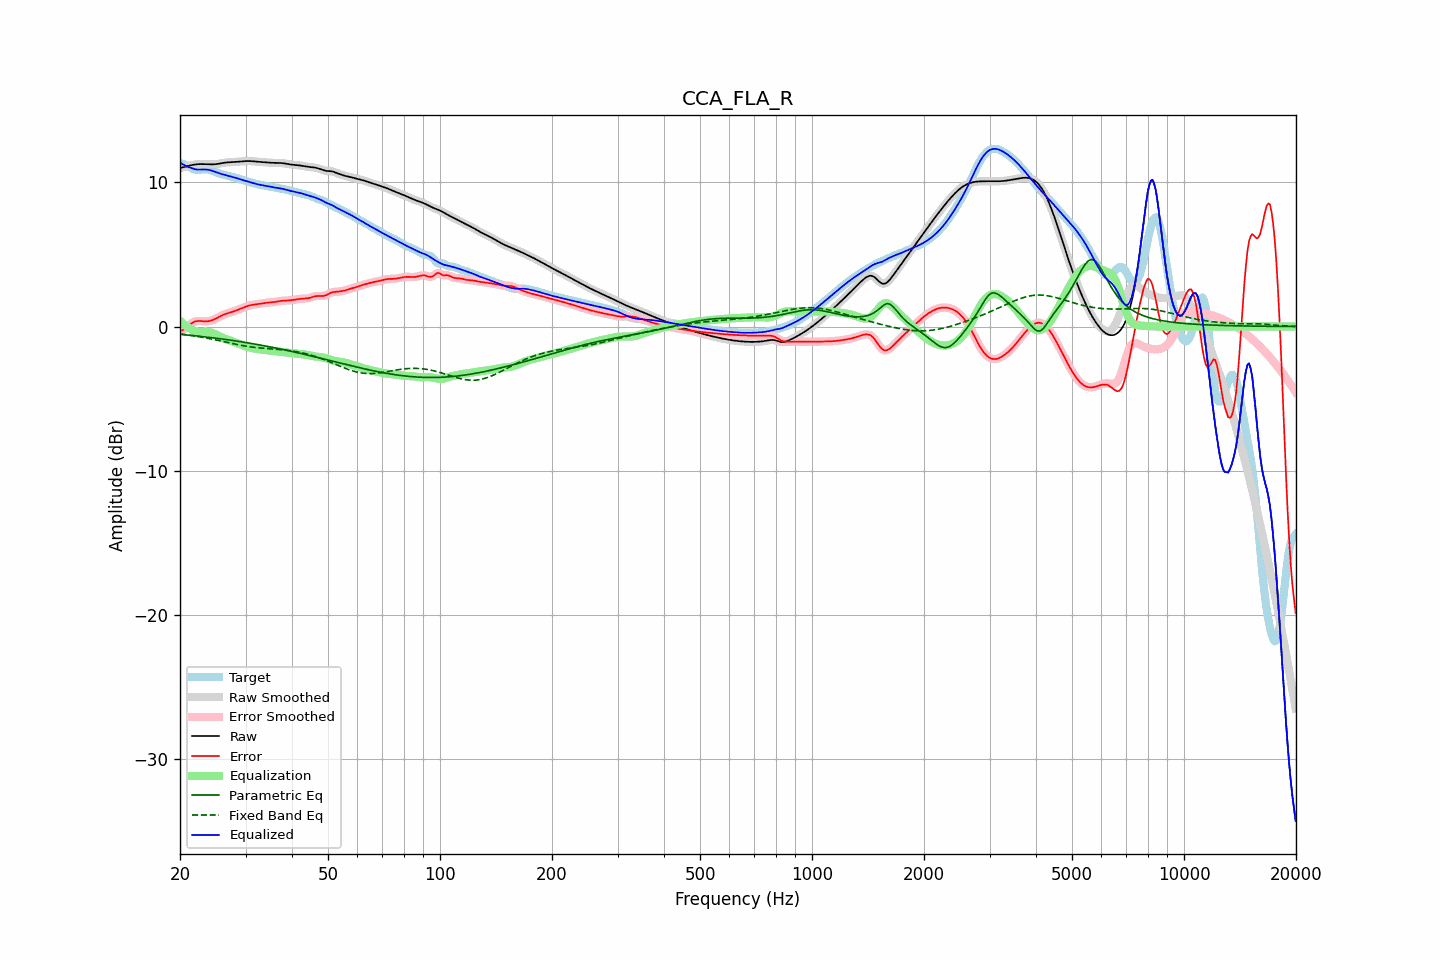 CCA_FLA_R
Amplitude (dBr)
10
0
−10
−20
−30
Target
Raw Smoothed
Error Smoothed
Raw
Error
Equalization
Parametric Eq
Fixed Band Eq
Equalized
20 50 100 200 500 1000 2000 5000 10000 20000
Frequency (Hz)